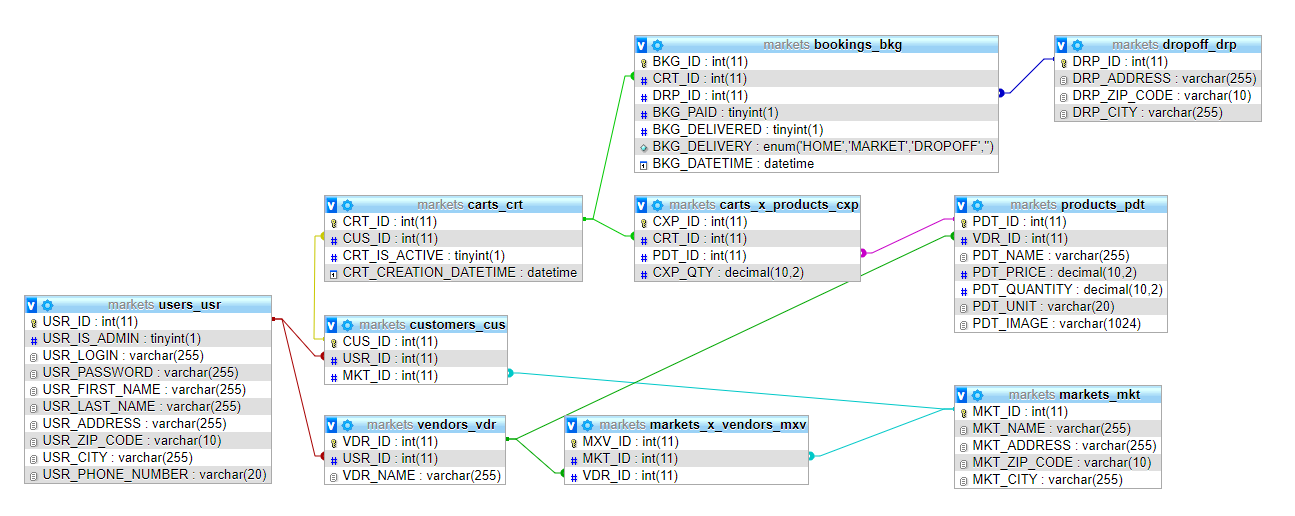 markets bookings_bkg
BKG_ID : int(11)
CRT_ID : int(11)
DRP_ID : int(11)
BKG_PAID : tinyint(1)
BKG_DELIVERED : tinyint(1)
BKG_DELIVERY : enum('HOME','MARKET','DROPOFF','')
BKG_DATETIME : datetime
markets dropoff_drp
DRP_ID : int(11)
DRP_ADDRESS : varchar(255)
DRP_ZIP_CODE : varchar(10)
DRP_CITY : varchar(255)
markets carts_crt
CRT_ID : int(11)
CUS_ID : int(11)
CRT_IS_ACTIVE : tinyint(1)
CRT_CREATION_DATETIME : datetime
markets carts_x_products_cxp
CXP_ID : int(11)
CRT_ID : int(11)
PDT_ID : int(11)
CXP_QTY : decimal(10,2)
markets products_pdt
PDT_ID : int(11)
VDR_ID : int(11)
PDT_NAME : varchar(255)
PDT_PRICE : decimal(10,2)
PDT_QUANTITY : decimal(10,2)
PDT_UNIT : varchar(20)
PDT_IMAGE : varchar(1024)
markets users_usr
USR_ID : int(11)
USR_IS_ADMIN : tinyint(1)
USR_LOGIN : varchar(255)
USR_PASSWORD : varchar(255)
USR_FIRST_NAME : varchar(255)
USR_LAST_NAME : varchar(255)
USR_ADDRESS : varchar(255)
USR_ZIP_CODE : varchar(10)
USR_CITY : varchar(255)
USR_PHONE_NUMBER : varchar(20)
markets customers_cus
CUS_ID : int(11)
USR_ID : int(11)
MKT_ID : int(11)
markets vendors_vdr
VDR_ID : int(11)
USR_ID : int(11)
VDR_NAME : varchar(255)
markets markets_x_vendors_mxv
MXV_ID : int(11)
MKT_ID : int(11)
VDR_ID : int(11)
markets markets_mkt
MKT_ID : int(11)
MKT_NAME : varchar(255)
MKT_ADDRESS : varchar(255)
MKT_ZIP_CODE : varchar(10)
MKT_CITY : varchar(255)